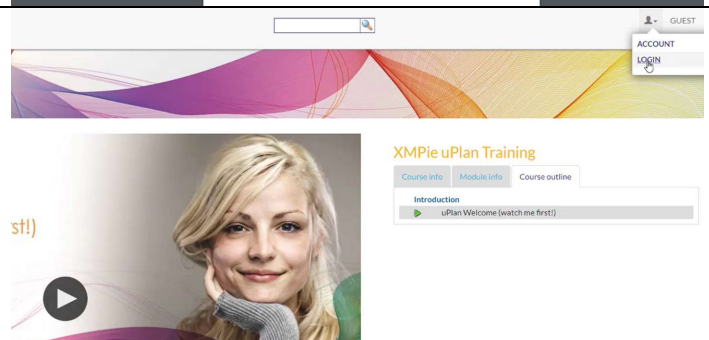 GUEST
ACCOUNT
LOGIN
XMPie uPlan Training
Course info
Module info
Course outline
Introduction
uPlan Welcome (watch me first!)
st!)